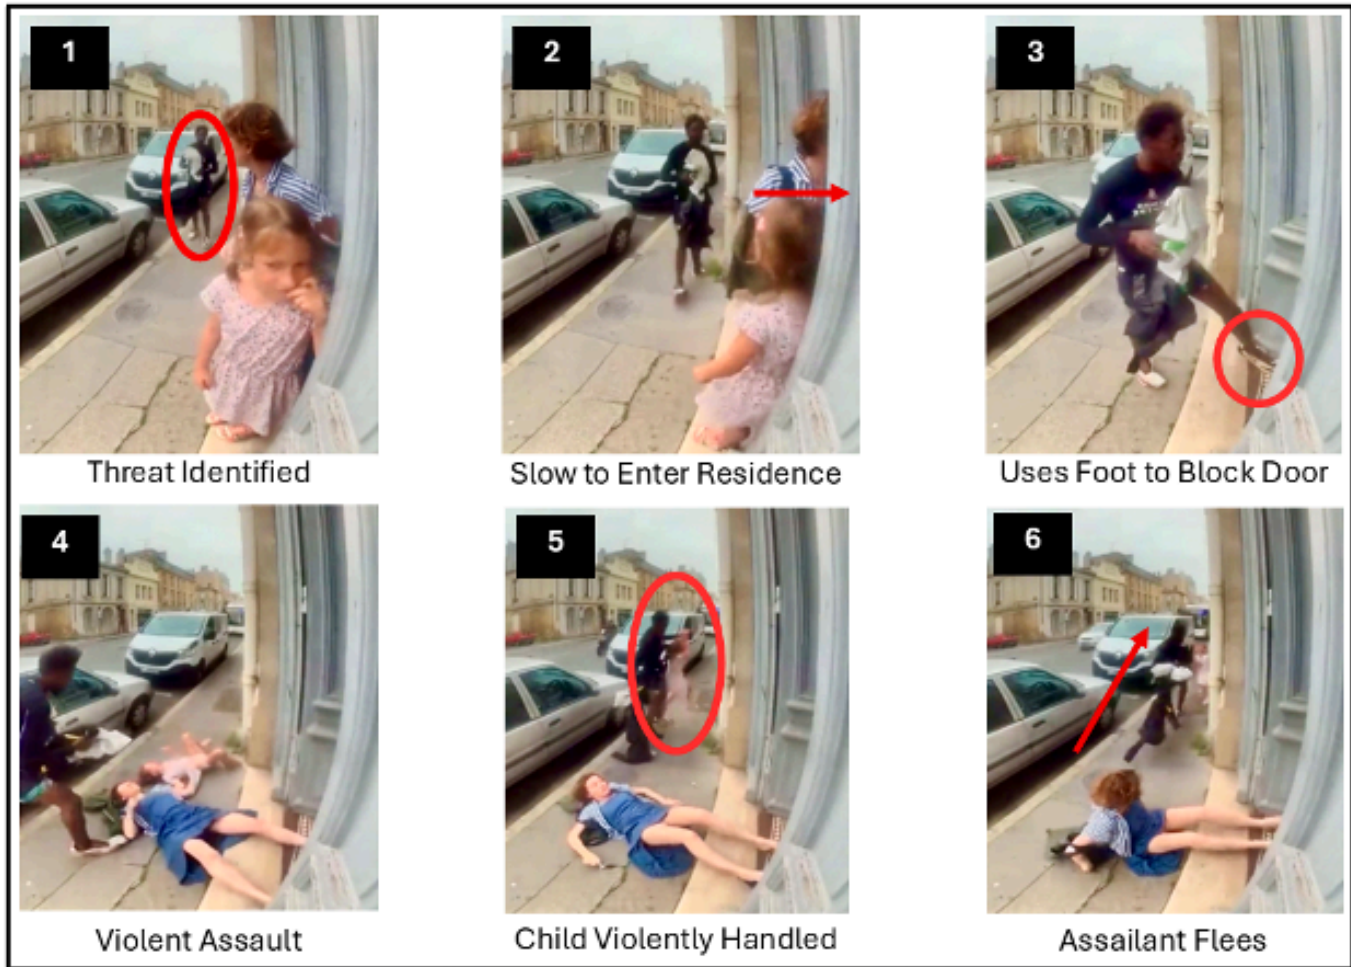 1
2
3
Threat Identified
Slow to Enter Residence
Uses Foot to Block Door
4
5
6
Violent Assault
Child Violently Handled
Assailant Flees